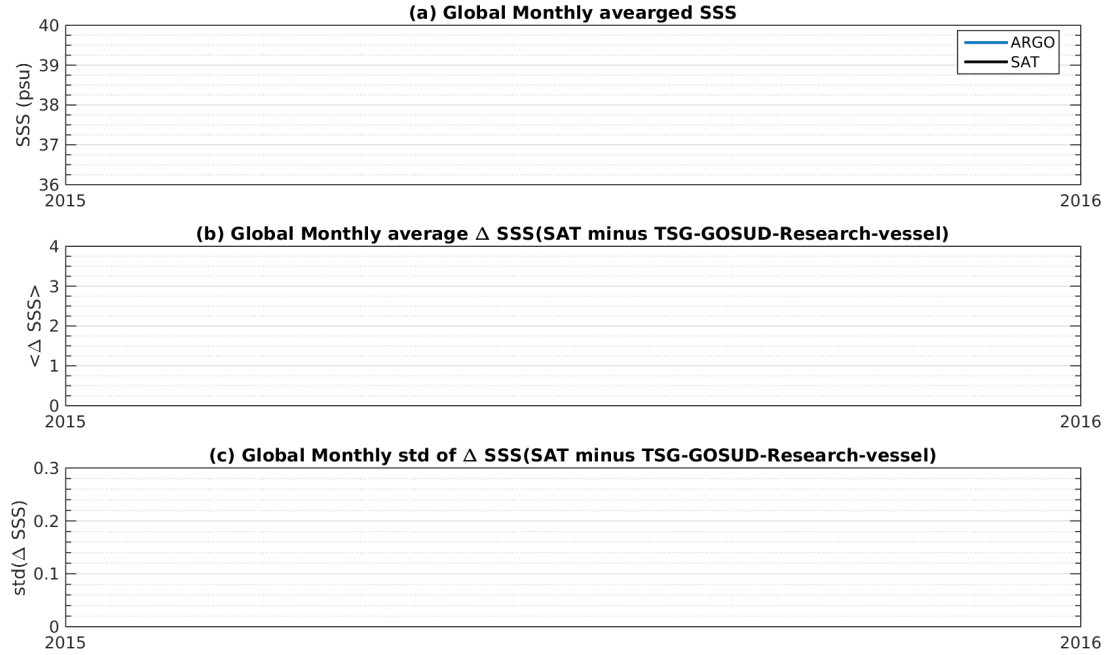 (a) Global Monthly avearged SSS
40
39
38
37
36
SSS (psu)
ARGO
SAT
2015
2016
(b) Global Monthly average Δ SSS(SAT minus TSG-GOSUD-Research-vessel)
4
3
2
1
0
<Δ SSS>
2015
2016
(c) Global Monthly std of Δ SSS(SAT minus TSG-GOSUD-Research-vessel)
0.3
0.2
0.1
0
std(Δ SSS)
2015
2016